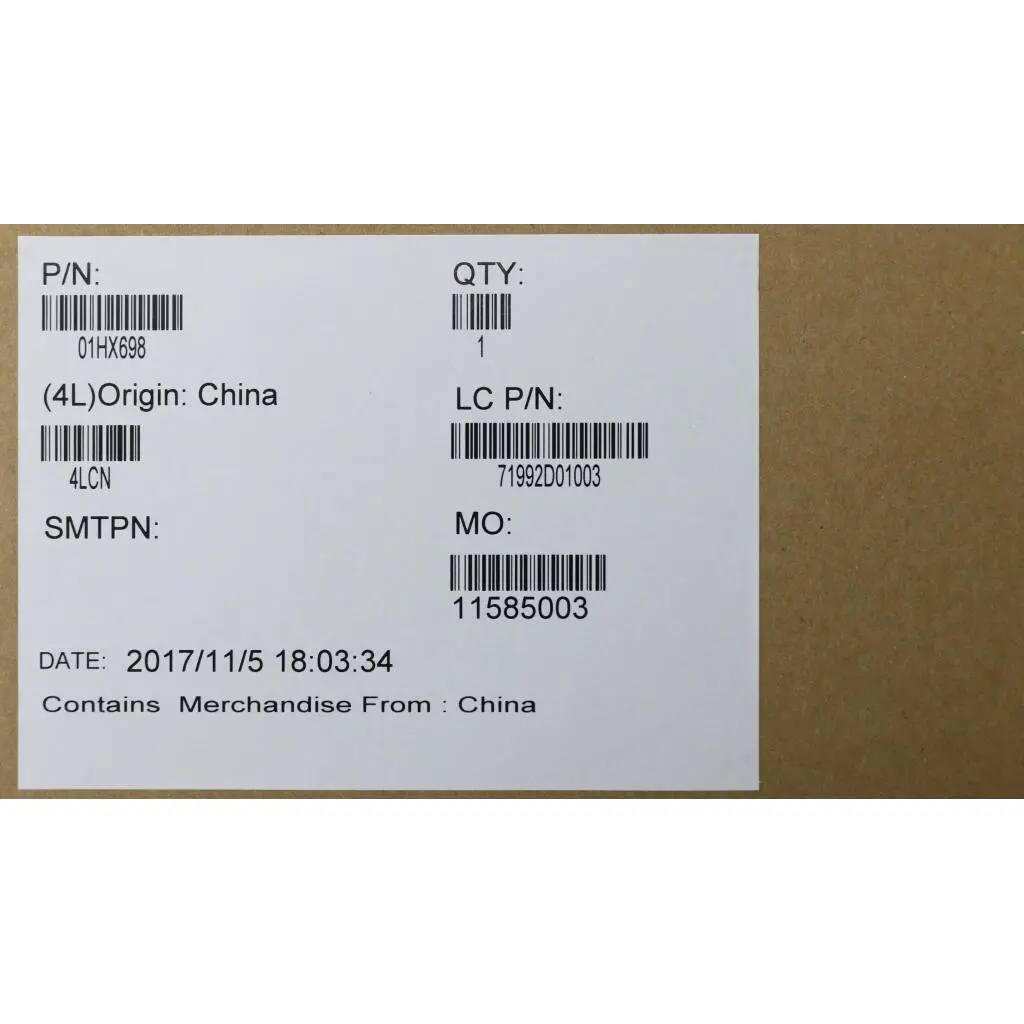 P/N:
QTY:
01HX698
1
(4L)Origin: China
LC P/N:
4LCN
71992D01003
SMTPN:
MO:
11585003
DATE: 2017/11/5 18:03:34
Contains Merchandise From : China